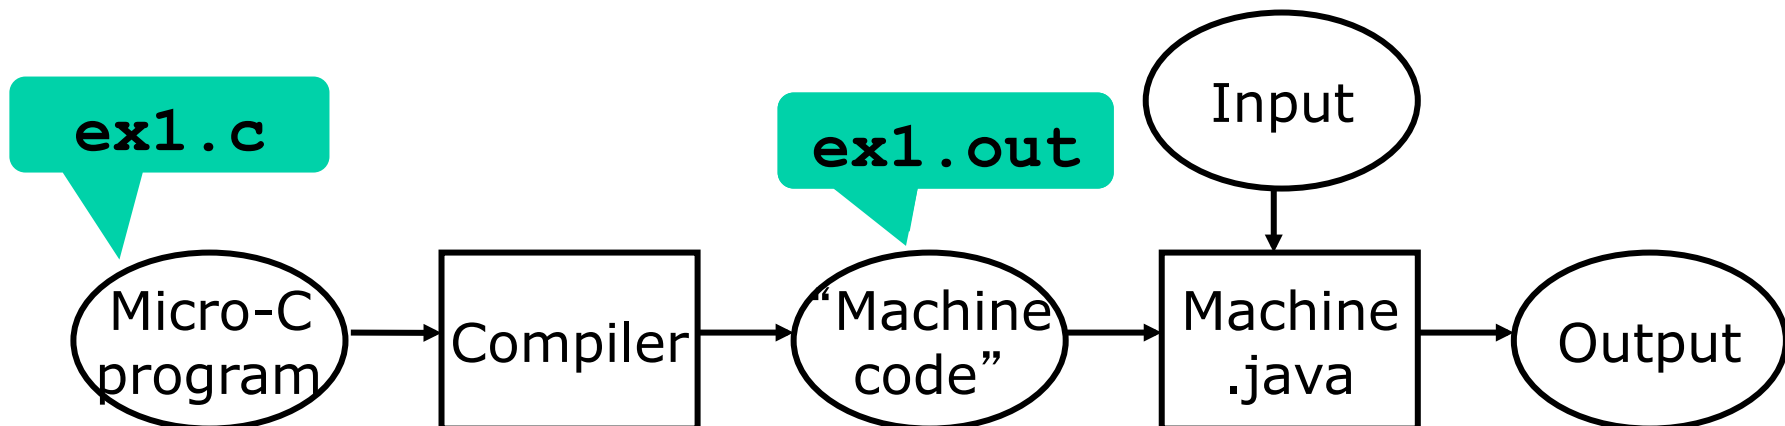 ex1.c
ex1.out
Input
Micro-C
program
Compiler
“Machine
code”
Machine
.java
Output